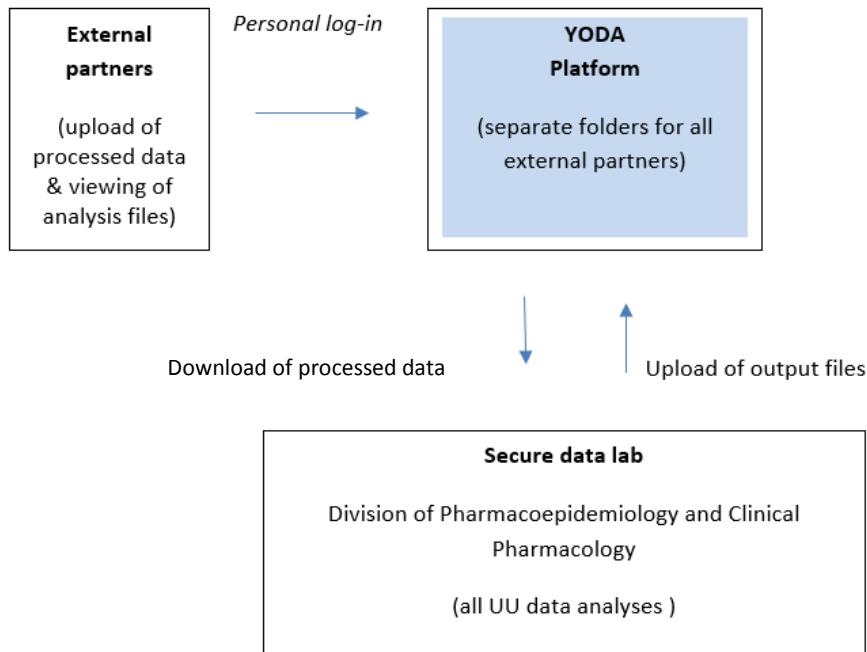 External
partners
(upload of
processed data
& viewing of
analysis files)
Personal log-in
YODA
Platform
(separate folders for all
external partners)
Download of processed data
Upload of output files
Secure data lab
Division of Pharmacoepidemiology and Clinical
Pharmacology
(all UU data analyses )